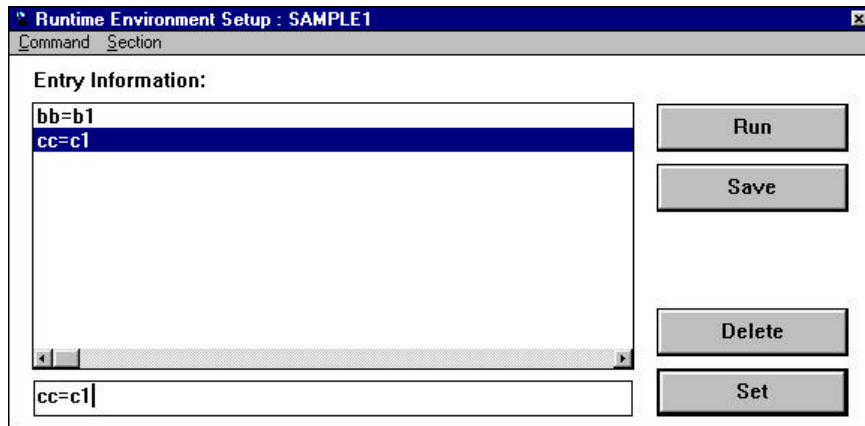 Runtime Environment Setup : SAMPLE1
Command Section
Entry Information:
bb=b1
cc=c1
Run
Save
Delete
Set
cc=c1